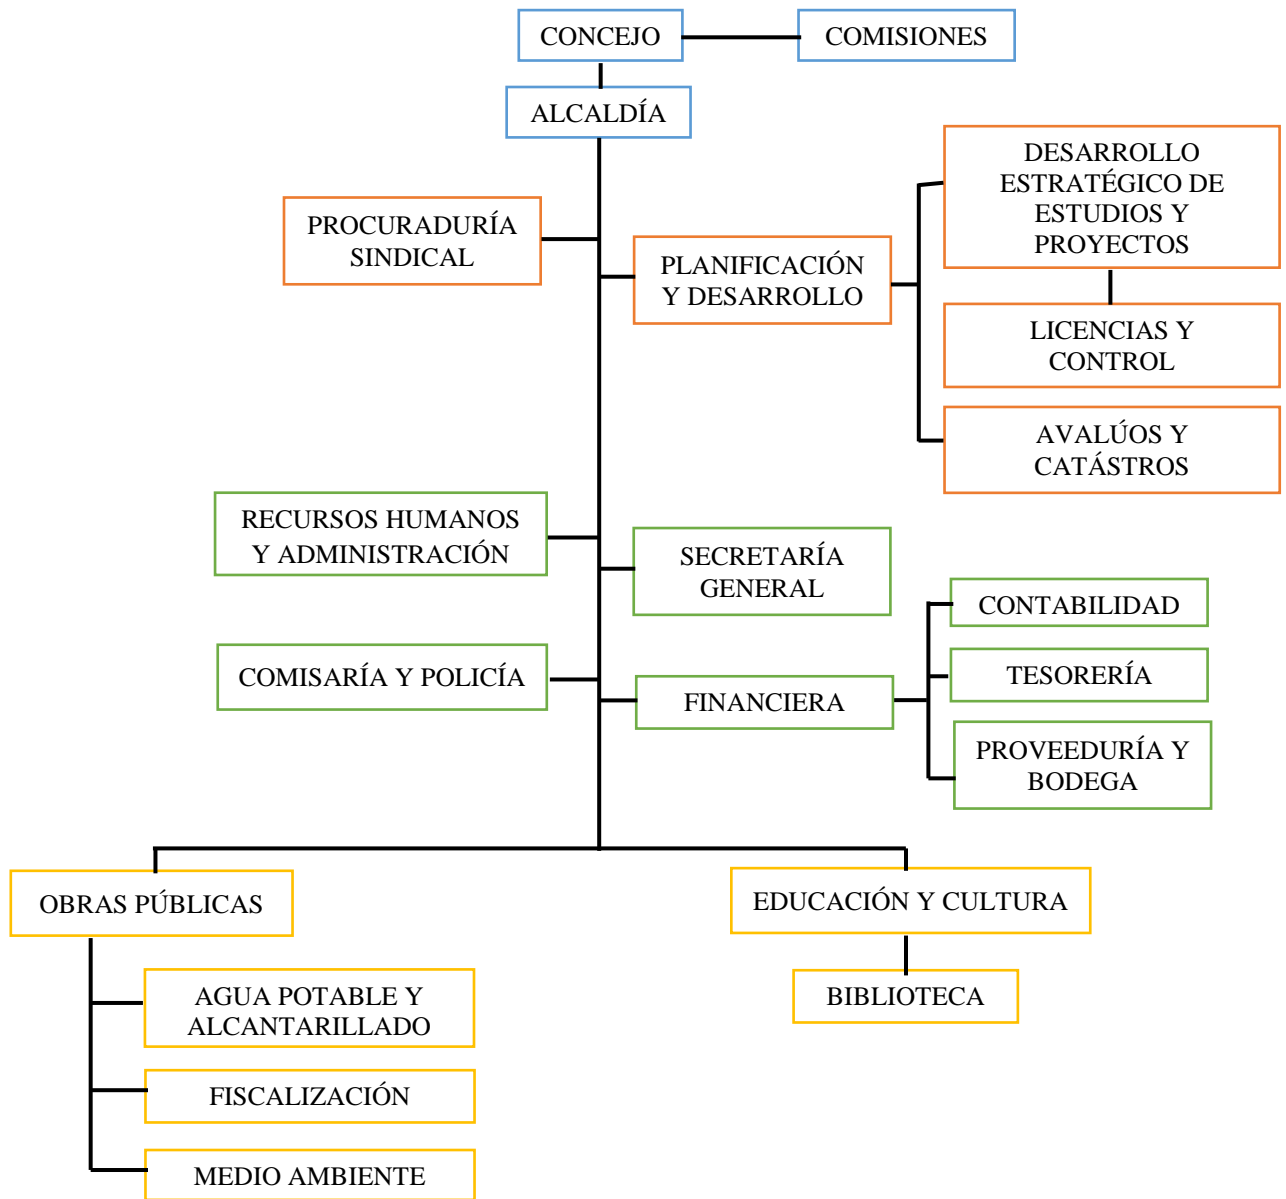 CONCEJO
COMISIONES
ALCALDÍA
DESARROLLO
ESTRATÉGICO DE
ESTUDIOS Y
PROYECTOS
PROCURADURÍA
SINDICAL
PLANIFICACIÓN
Y DESARROLLO
LICENCIAS Y
CONTROL
AVALÚOS Y
CATÁSTROS
RECURSOS HUMANOS
Y ADMINISTRACIÓN
SECRETARÍA
GENERAL
CONTABILIDAD
COMISARÍA Y POLICÍA
TESORERÍA
FINANCIERA
PROVEEDURÍA Y
BODEGA
OBRAS PÚBLICAS
EDUCACIÓN Y CULTURA
AGUA POTABLE Y
ALCANTARILLADO
BIBLIOTECA
FISCALIZACIÓN
MEDIO AMBIENTE